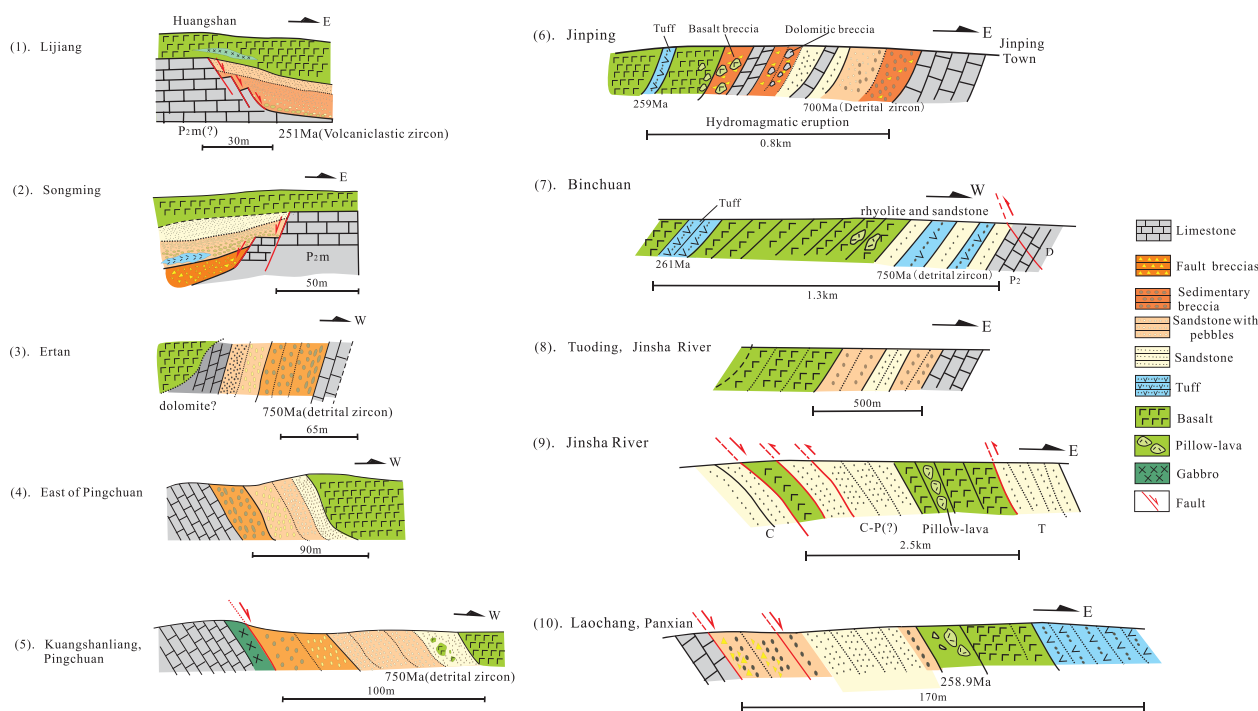 (1). Lijiang
Huangshan
E
P2m(?)
251Ma(Volcaniclastic zircon)
30m
(2). Songming
E
P2m
50m
(3). Ertan
W
dolomite?
750Ma(detrital zircon)
65m
(4). East of Pingchuan
W
90m
(5). Kuangshanliang,
Pingchuan
W
750Ma(detrital zircon)
100m
(6). Jinping
Tuff
Basalt breccia
Dolomitic breccia
E
Jinping
Town
259Ma
700Ma(Detrital zircon)
Hydromagmatic eruption
0.8km
(7). Binchuan
W
Tuff
rhyolite and sandstone
261Ma
750Ma(detrital zircon)
P2
D
1.3km
(8). Tuoding, Jinsha River
E
500m
(9). Jinsha River
E
C
C-P(?)
Pillow-lava
T
2.5km
(10). Laochang, Panxian
E
258.9Ma
170m
Limestone
Fault breccias
Sedimentary
breccia
Sandstone with
pebbles
Sandstone
Tuff
Basalt
Pillow-lava
Gabbro
Fault